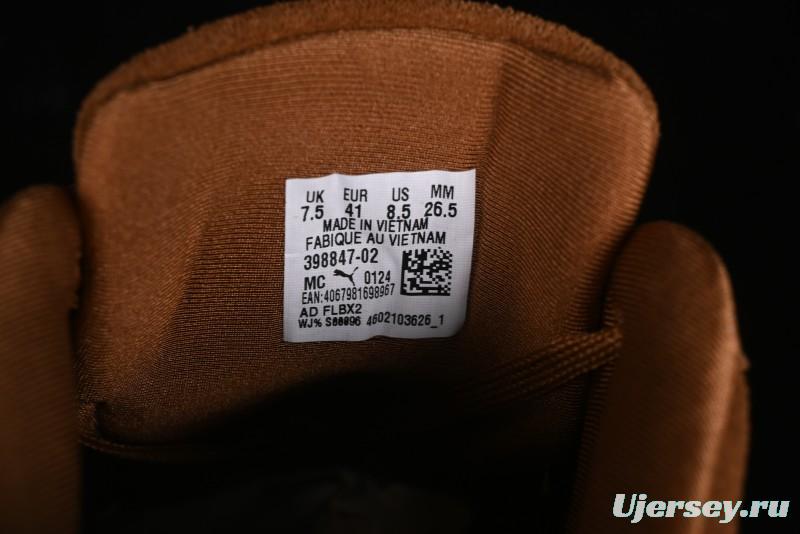 UK EUR US MM
7.5 41 8.5 26.5
MADE IN VIETNAM
FABIQUE AU VIETNAM
398847-02
MC 0124
EAN:4067981698967
AD FLBX2
WJ% 4602103626_1
Ujersey.ru